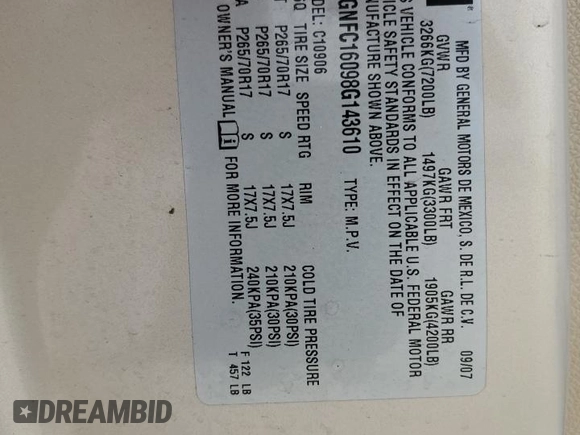 MFD BY GENERAL MOTORS DE MEXICO, S. DE R.L. DE C.V. 09/07
GVWR GAWR FRT GAWR RR
3266KG(7200LB) 1497KG(3300LB) 1905KG(4200LB)
VEHICLE CONFORMS TO ALL APPLICABLE U.S. FEDERAL MOTOR
ICLE SAFETY STANDARDS IN EFFECT ON THE DATE OF
NUFACTURE SHOWN ABOVE.
GNFC16098G143610 TYPE: M.P.V.
MODEL: C10906
TIRE SIZE SPEED RTG RIM COLD TIRE PRESSURE
T P265/70R17 S 17X7.5J 210KPA(30PSI)
P265/70R17 S 17X7.5J 210KPA(30PSI)
A P265/70R17 S 17X7.5J 240KPA(35PSI)
OWNER'S MANUAL FOR MORE INFORMATION.
F 122 LB
T 457 LB
DREAMBID